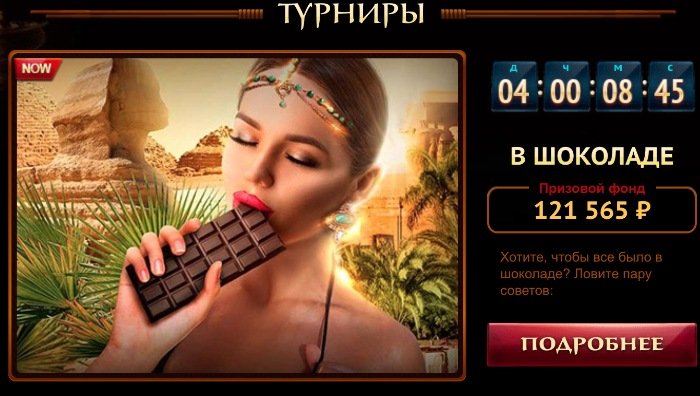 ТУРНИРЫ
NOW
Д Ч М С
04 : 00 : 08 : 45
В ШОКОЛАДЕ
Призовой фонд
121 565 ₽
Хотите, чтобы все было в
шоколаде? Ловите пару
советов:
ПОДРОБНЕЕ